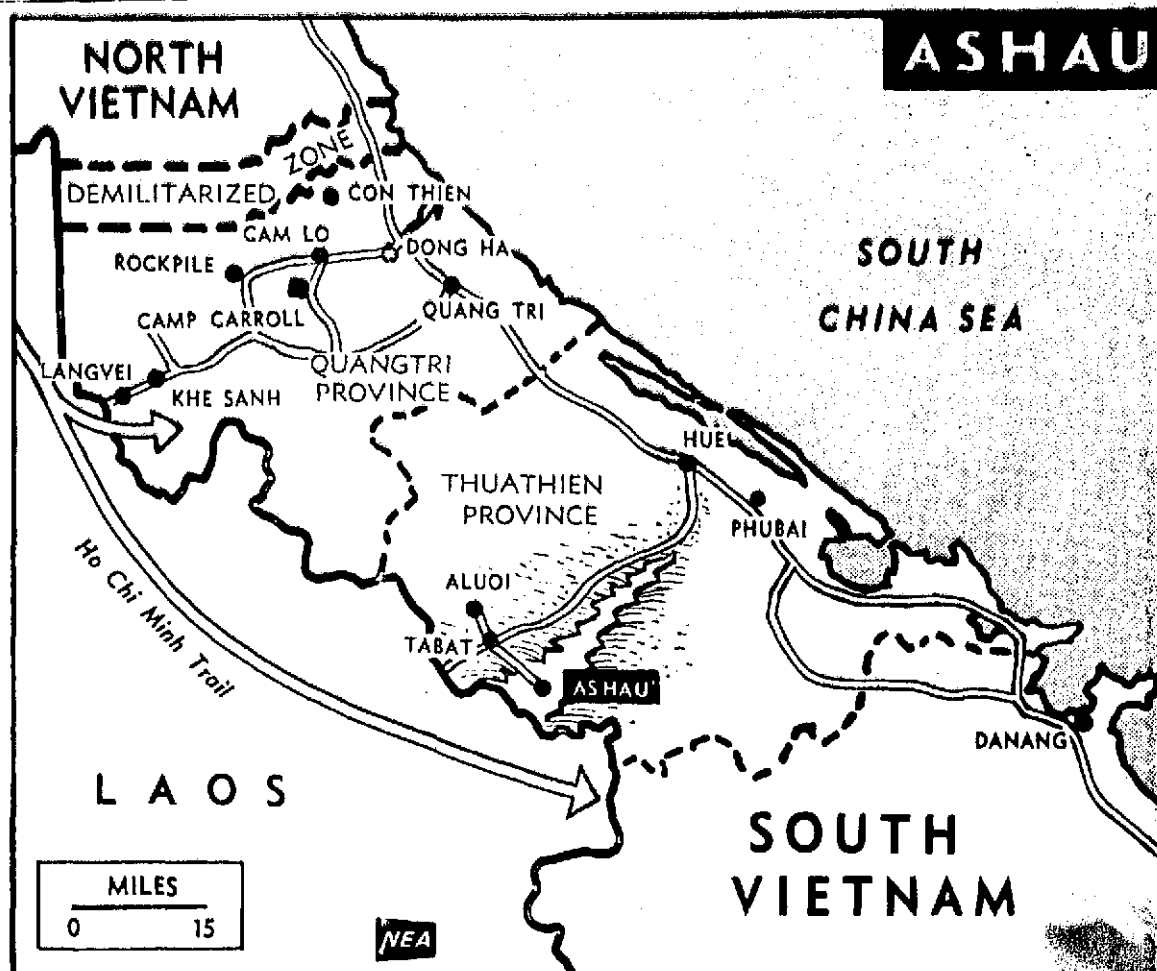 ASHAU
NORTH
VIETNAM
ZONE
DEMILITARIZED
CON THIEN
CAM LO
DONG HA
ROCKPILE
SOUTH
CHINA SEA
CAMP CARROLL
QUANG TRI
LANGVEI
QUANGTRI
PROVINCE
KHE SANH
HUE
THUATHIEN
PROVINCE
PHUBAI
Ho Chi Minh Trail
ALUOI
TABAT
ASHAU
DANANG
LAOS
SOUTH
VIETNAM
MILES
0 15
NEA